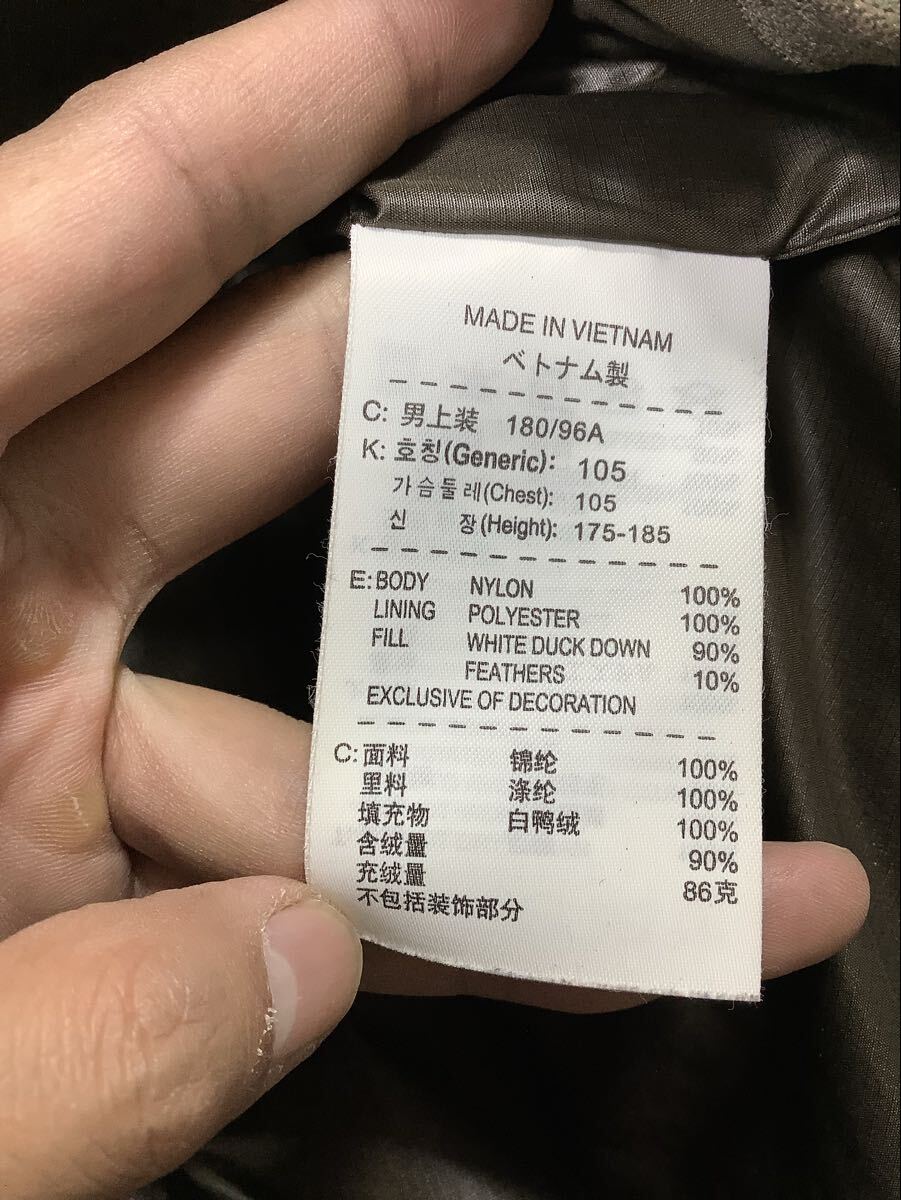 MADE IN VIETNAM
ベトナム製
C: 男上装 180/96A
K: 호칭(Generic): 105
가슴둘레(Chest): 105
신 장(Height): 175-185
E: BODY NYLON 100%
LINING POLYESTER 100%
FILL WHITE DUCK DOWN 90%
FEATHERS 10%
EXCLUSIVE OF DECORATION
C: 面料 锦纶 100%
里料 涤纶 100%
填充物 白鸭绒 100%
含绒量 90%
充绒量 86克
不包括装饰部分